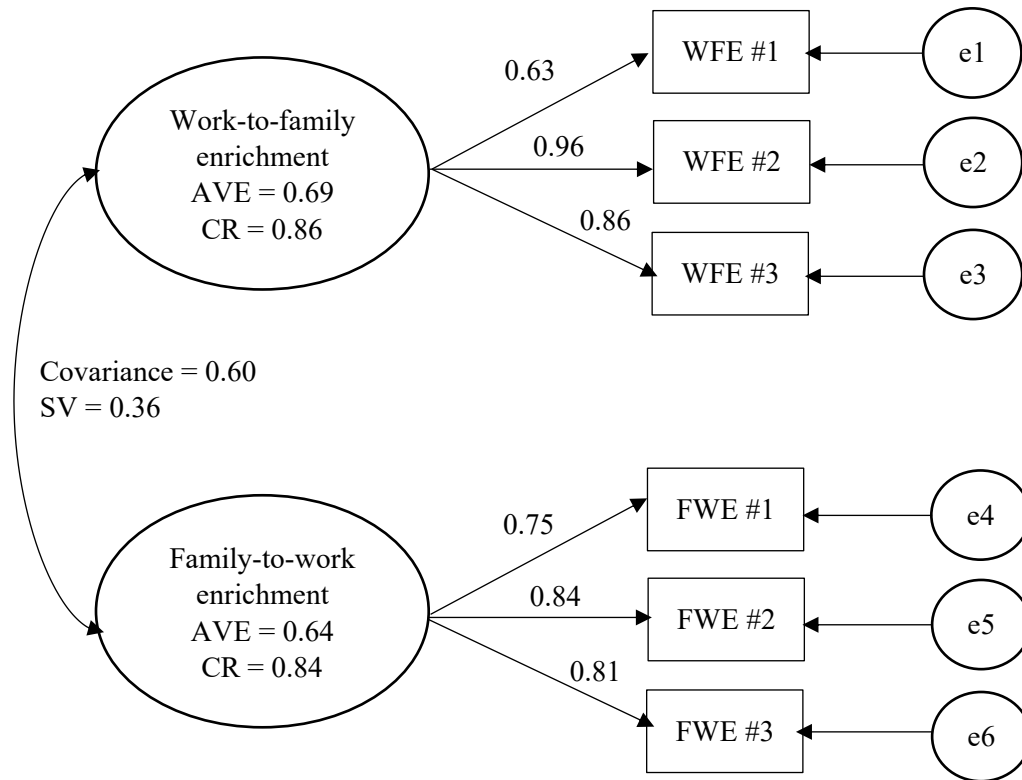 Work-to-family
enrichment
AVE = 0.69
CR = 0.86
0.63
0.96
0.86
WFE #1
WFE #2
WFE #3
e1
e2
e3
Covariance = 0.60
SV = 0.36
Family-to-work
enrichment
AVE = 0.64
CR = 0.84
0.75
0.84
0.81
FWE #1
FWE #2
FWE #3
e4
e5
e6